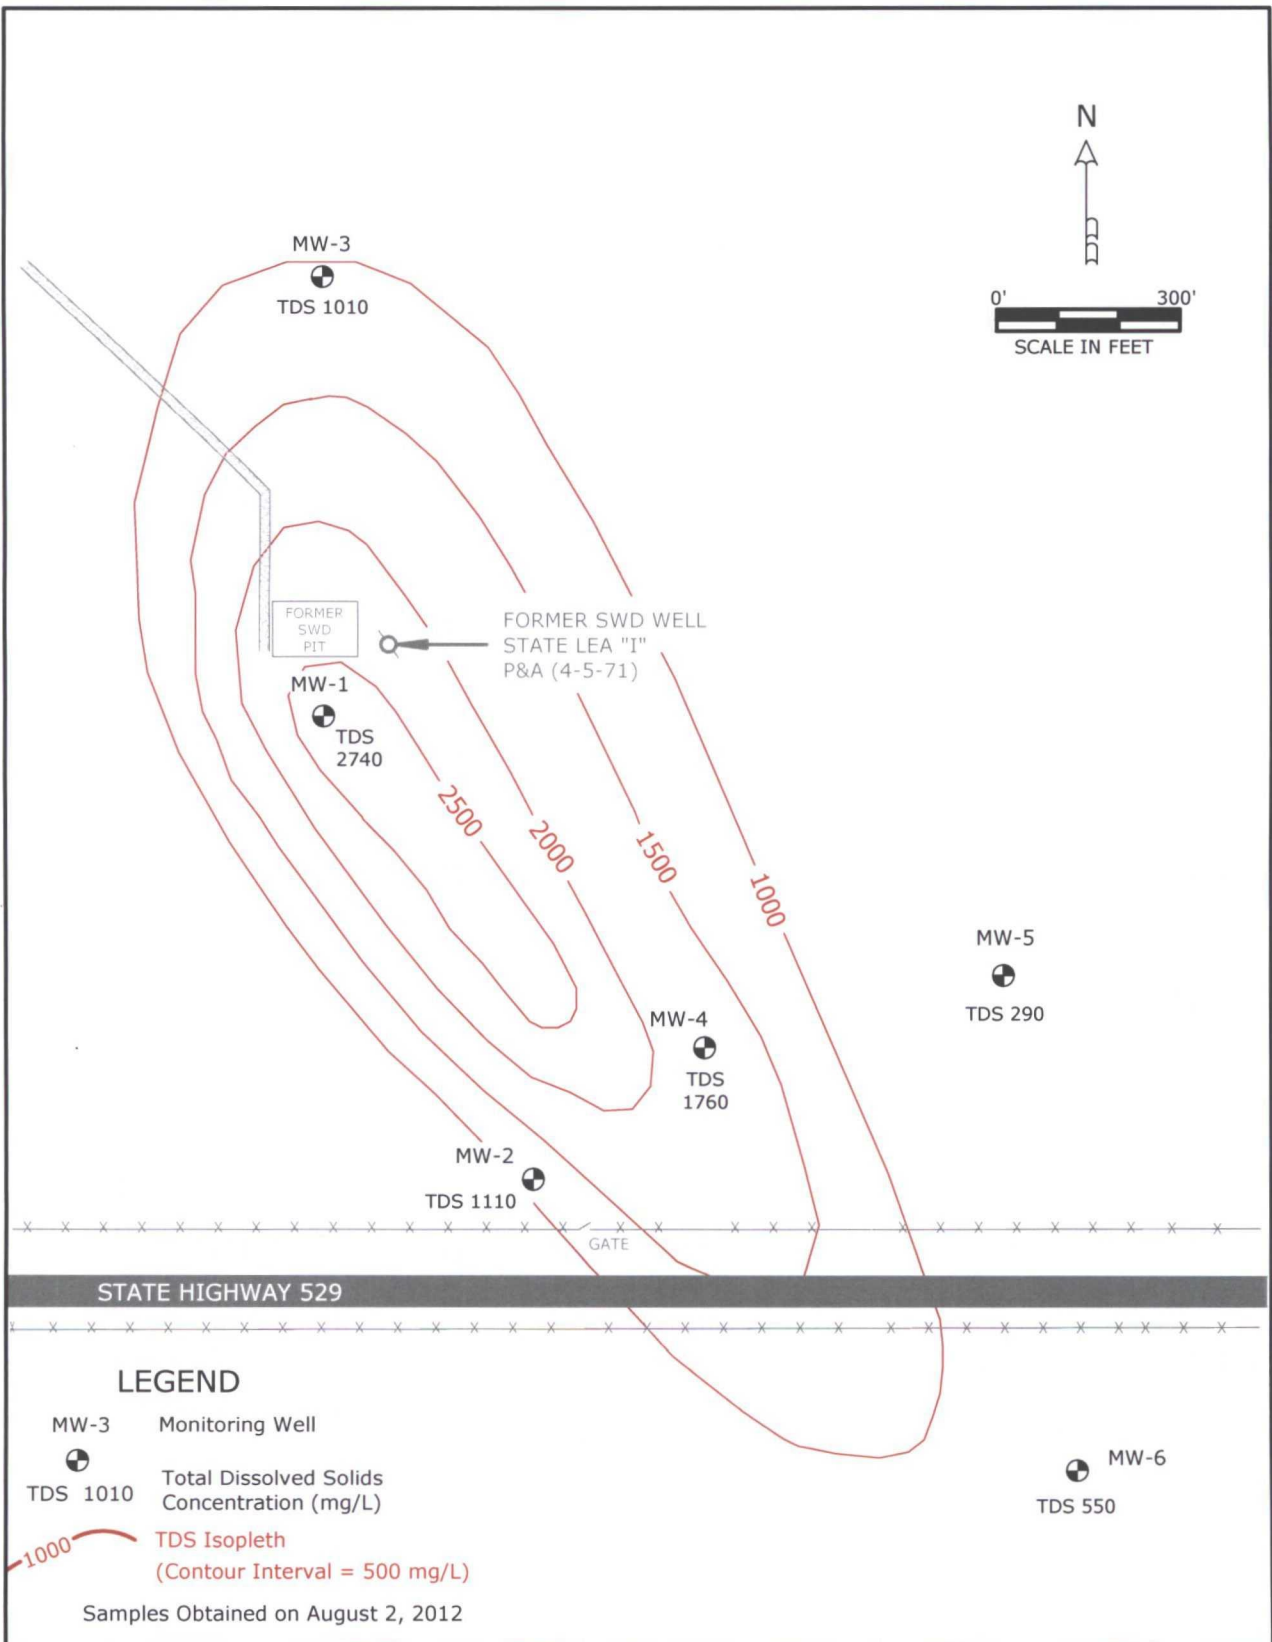 N
0' 300'
SCALE IN FEET
MW-3
TDS 1010
FORMER
SWD
PIT
FORMER SWD WELL
STATE LEA "I"
P&A (4-5-71)
MW-1
TDS
2740
2500
2000
1500
1000
MW-5
TDS 290
MW-4
TDS
1760
MW-2
TDS 1110
GATE
STATE HIGHWAY 529
LEGEND
MW-3 Monitoring Well
TDS 1010
Total Dissolved Solids
Concentration (mg/L)
1000
TDS Isopleth
(Contour Interval = 500 mg/L)
Samples Obtained on August 2, 2012
MW-6
TDS 550